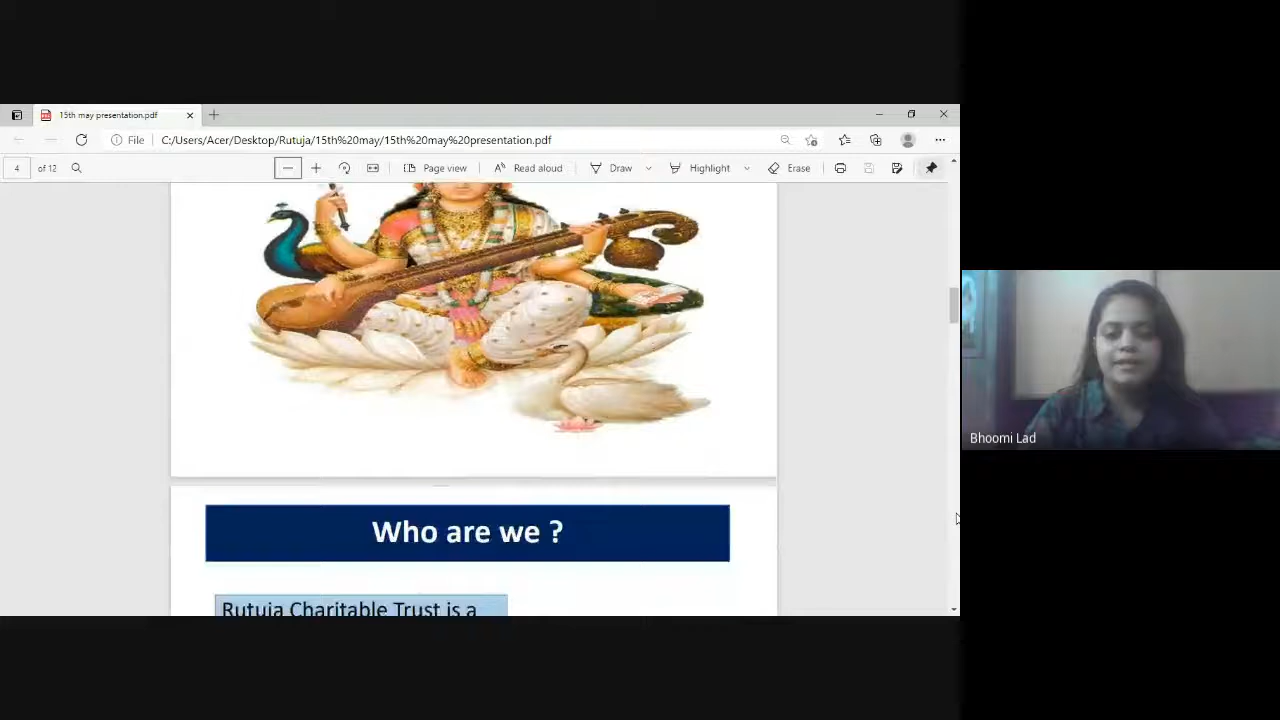 15th may presentation.pdf
File
C:/Users/Acer/Desktop/Rutuja/15th%20may/15th%20may%20presentation.pdf
4 of 12
Page view
Read aloud
Draw
Highlight
Erase
Who are we ?
Rutuja Charitable Trust is a
Bhoomi Lad